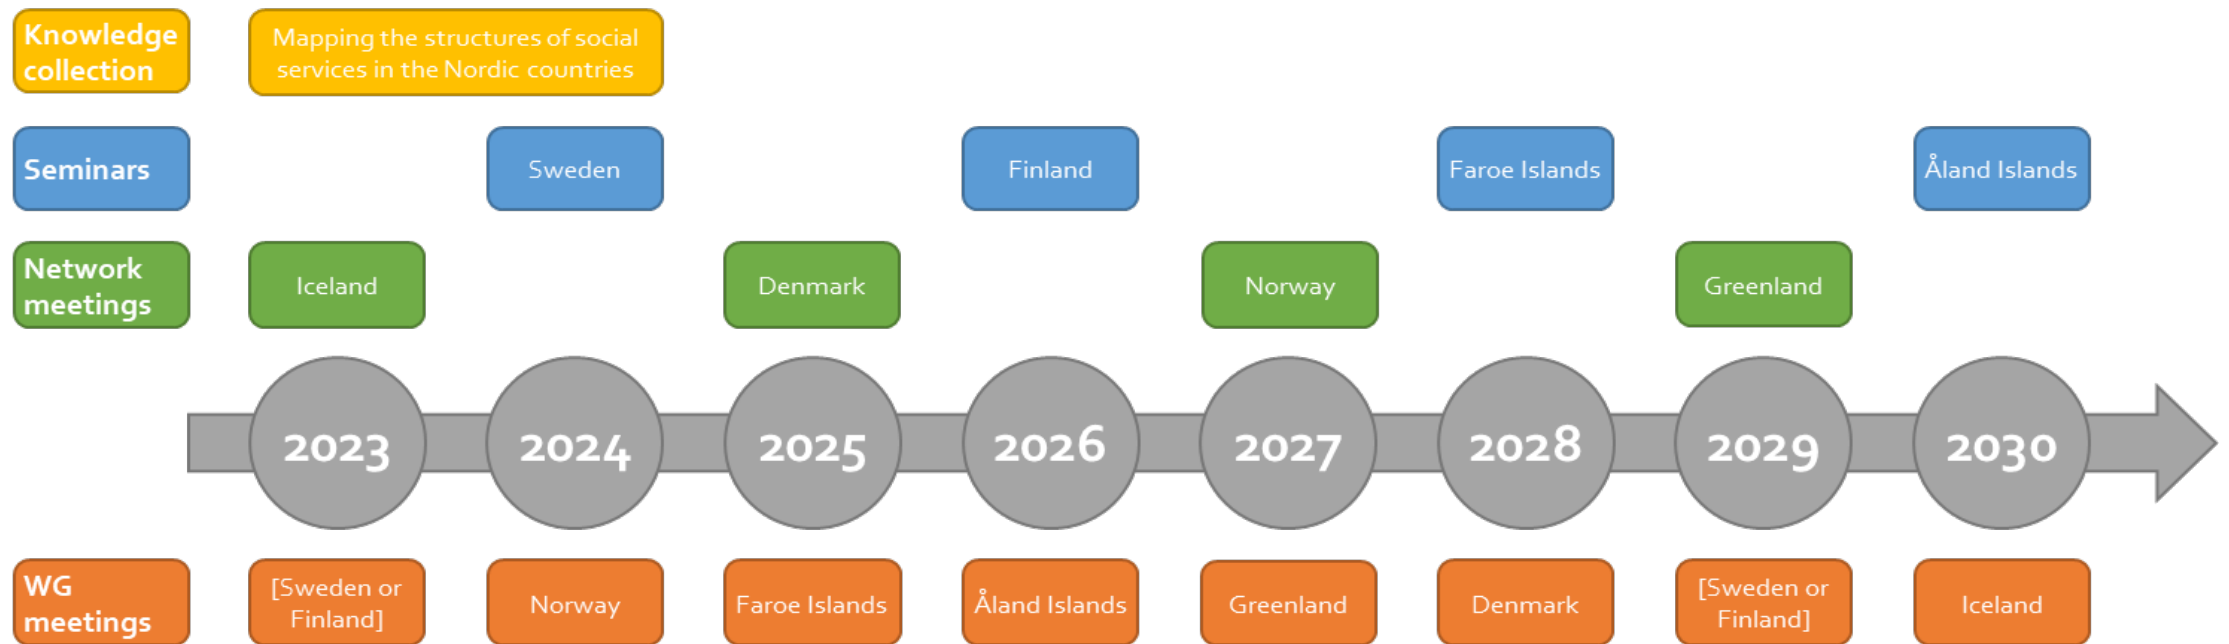 Knowledge
collection
Mapping the structures of social
services in the Nordic countries
Seminars
Sweden
Finland
Faroe Islands
Åland Islands
Network
meetings
Iceland
Denmark
Norway
Greenland
2023
2024
2025
2026
2027
2028
2029
2030
WG
meetings
[Sweden or
Finland]
Norway
Faroe Islands
Åland Islands
Greenland
Denmark
[Sweden or
Finland]
Iceland